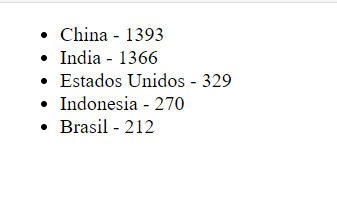 China - 1393
India - 1366
Estados Unidos - 329
Indonesia - 270
Brasil - 212